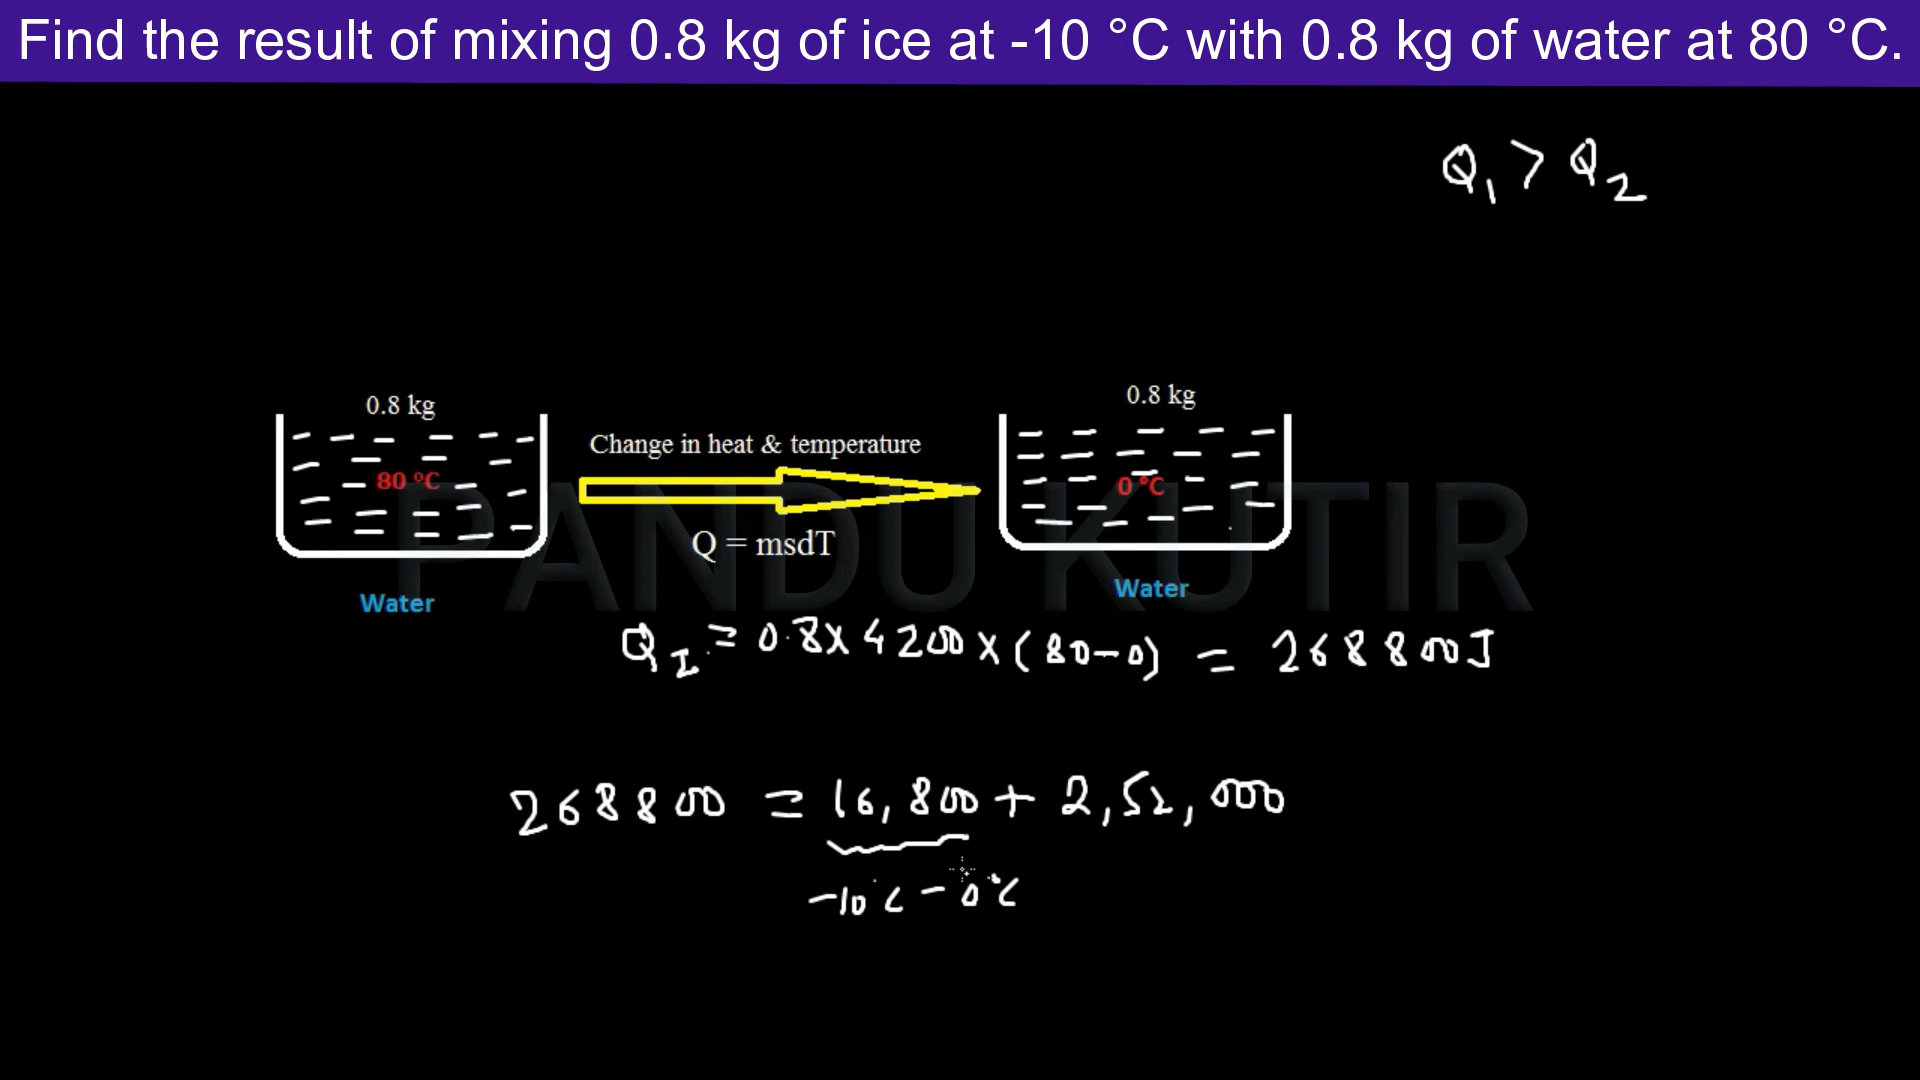 Find the result of mixing 0.8 kg of ice at -10 °C with 0.8 kg of water at 80 °C.
Q₁ > Q₂
0.8 kg
0.8 kg
Change in heat & temperature
80 °C
0 °C
Q = msdT
Water
Water
PANDU KUTIR
Q₂ = 0.8 x 4200 x (80-0) = 268800J
268800 = 16,800 + 2,52,000
-10°C - 0°C